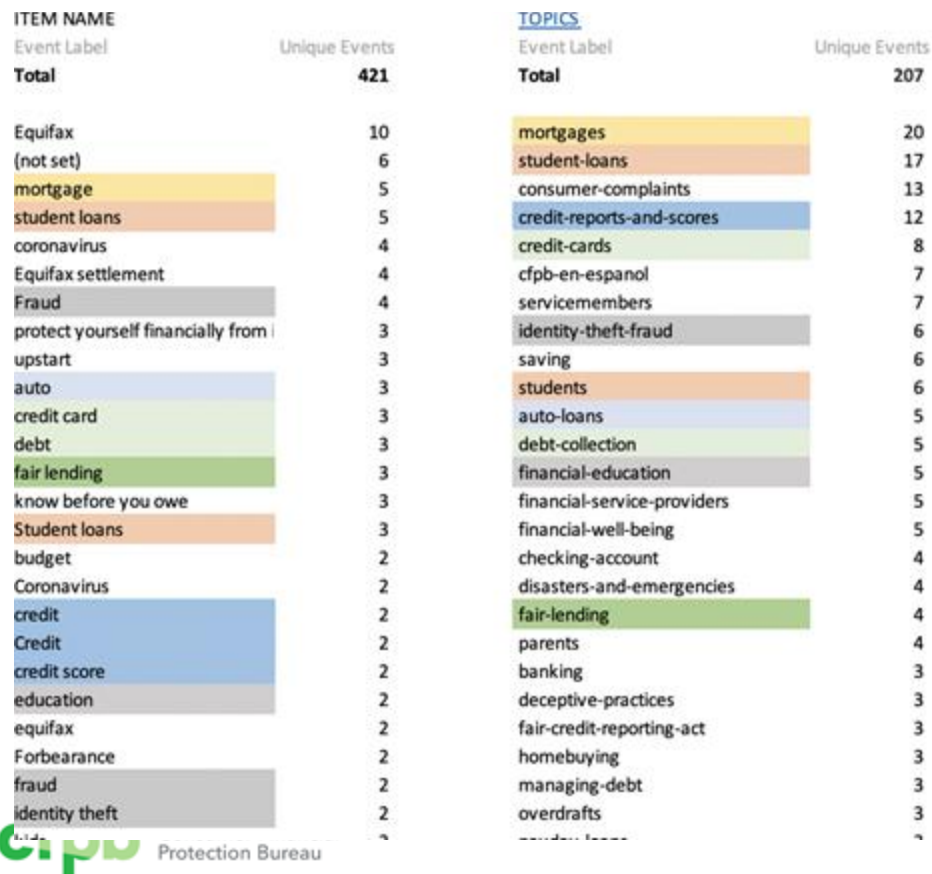 ITEM NAME
Event Label Unique Events
Total 421
Equifax 10
(not set) 6
mortgage 5
student loans 5
coronavirus 4
Equifax settlement 4
Fraud 4
protect yourself financially from i 3
upstart 3
auto 3
credit card 3
debt 3
fair lending 3
know before you owe 3
Student loans 3
budget 2
Coronavirus 2
credit 2
Credit 2
credit score 2
education 2
equifax 2
Forbearance 2
fraud 2
identity theft 2
TOPICS
Event Label Unique Events
Total 207
mortgages 20
student-loans 17
consumer-complaints 13
credit-reports-and-scores 12
credit-cards 8
cfpb-en-espanol 7
servicemembers 7
identity-theft-fraud 6
saving 6
students 6
auto-loans 5
debt-collection 5
financial-education 5
financial-service-providers 5
financial-well-being 5
checking-account 4
disasters-and-emergencies 4
fair-lending 4
parents 4
banking 3
deceptive-practices 3
fair-credit-reporting-act 3
homebuying 3
managing-debt 3
overdrafts 3
cfpb Protection Bureau